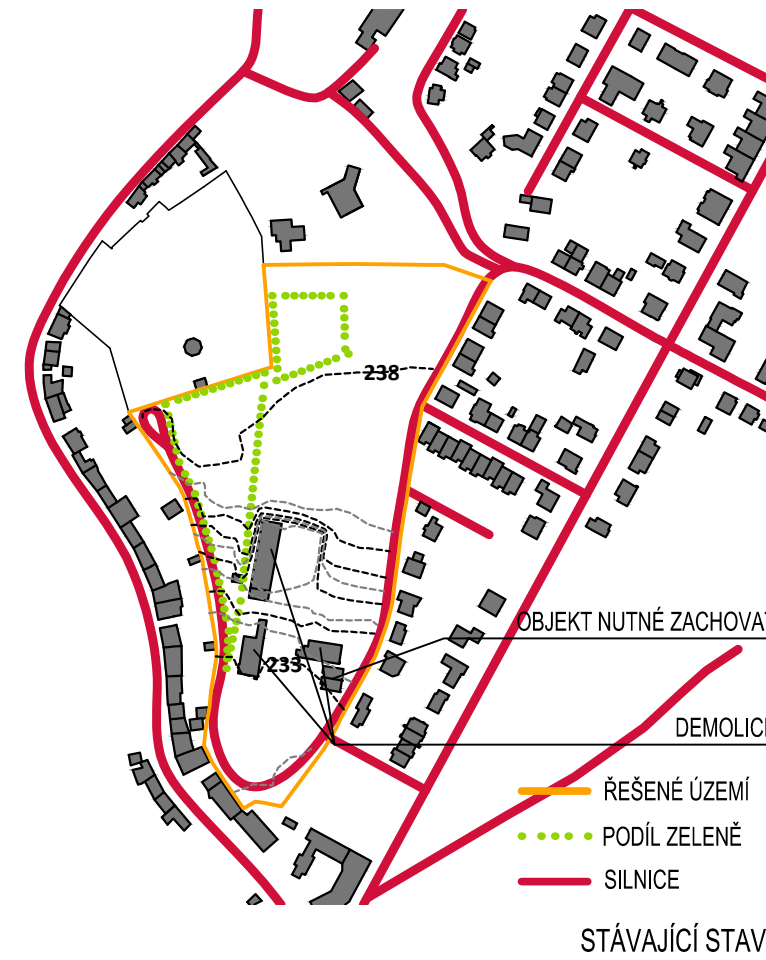 238
OBJEKT NUTNÉ ZACHOVAT
233
DEMOLICE
ŘEŠENÉ ÚZEMÍ
PODÍL ZELENĚ
SILNICE
STÁVAJÍCÍ STAV